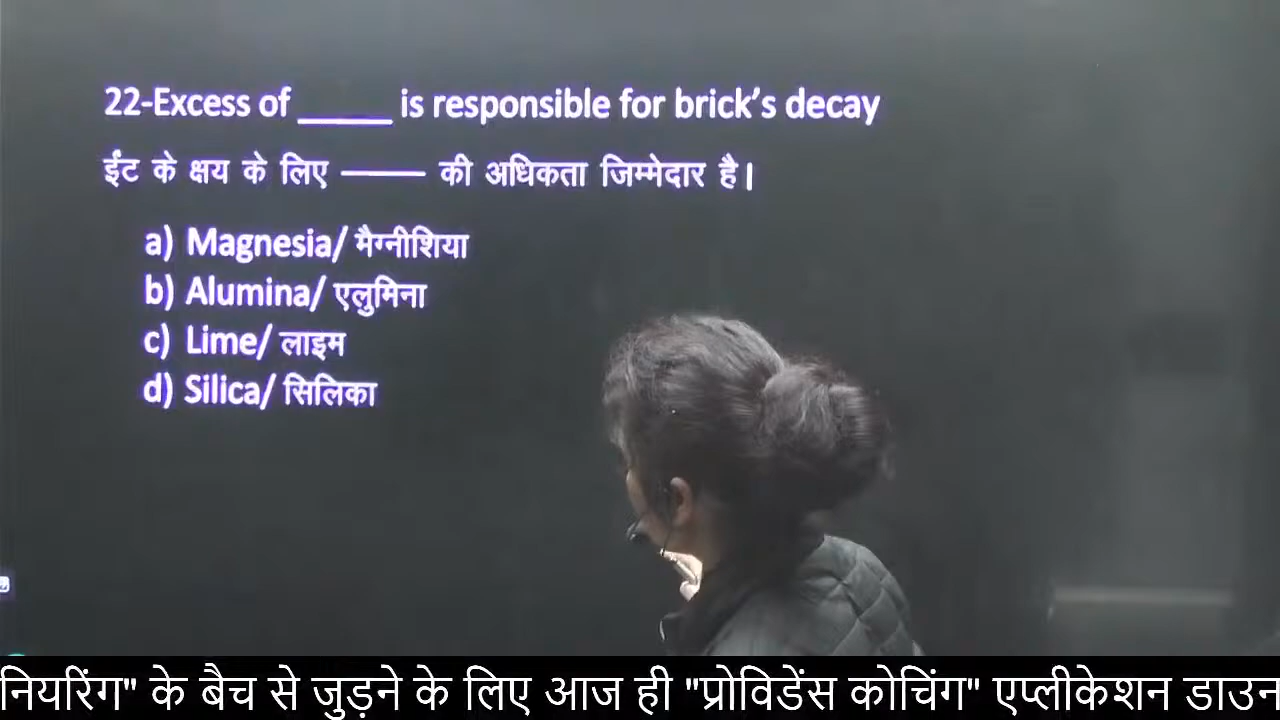 22-Excess of _____ is responsible for brick's decay
ईंट के क्षय के लिए ——— की अधिकता जिम्मेदार है।
a) Magnesia/ मैग्नीशिया
b) Alumina/ एलुमिना
c) Lime/ लाइम
d) Silica/ सिलिका
नियरिंग" के बैच से जुड़ने के लिए आज ही "प्रोविडेंस कोचिंग" एप्लीकेशन डाउन